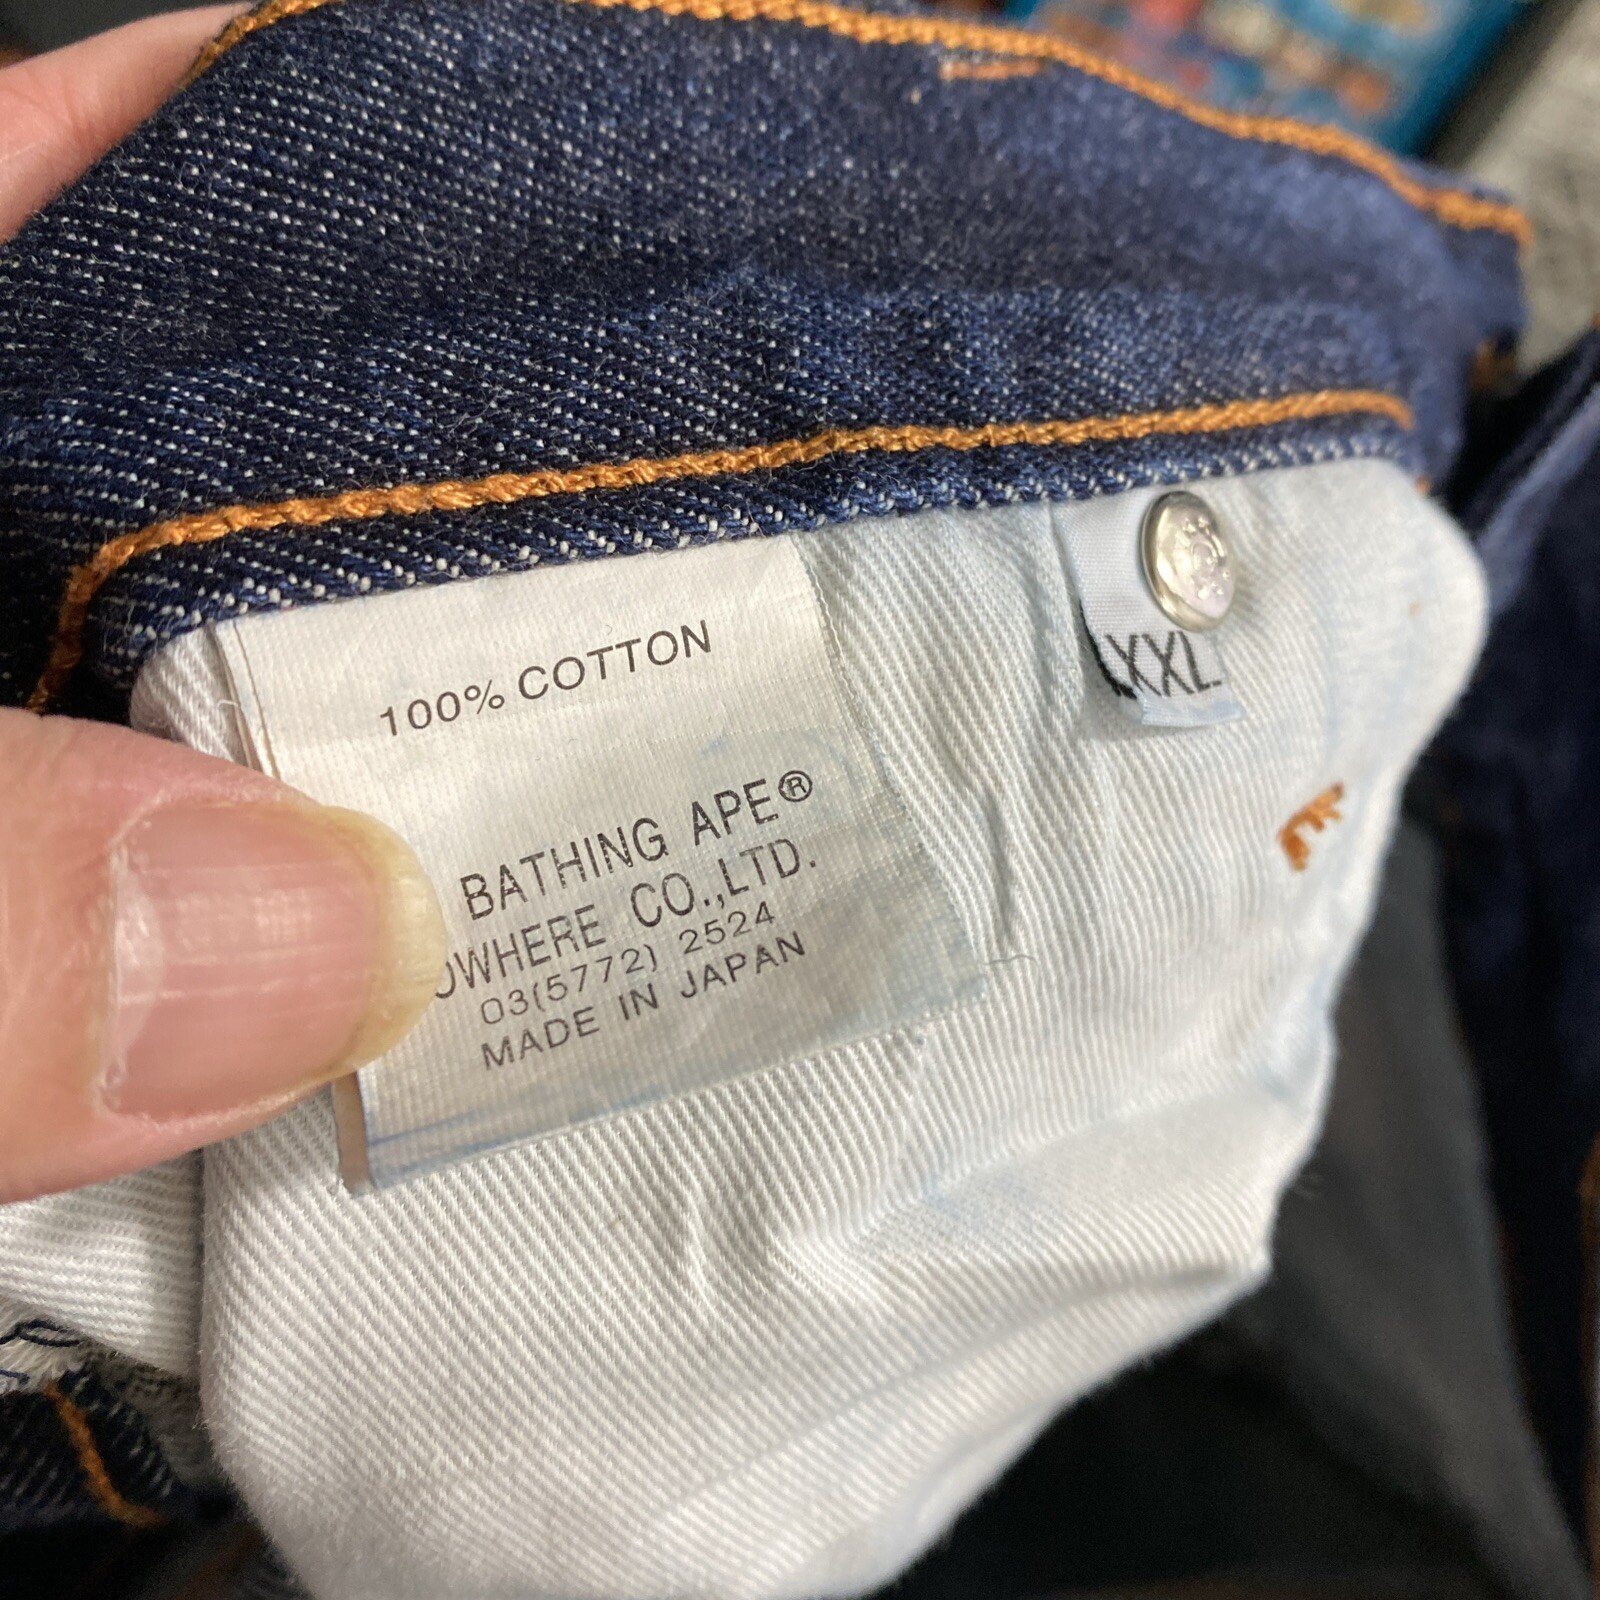 100% COTTON
BATHING APE®
OWHERE CO.,LTD.
03(5772) 2524
MADE IN JAPAN
XXL